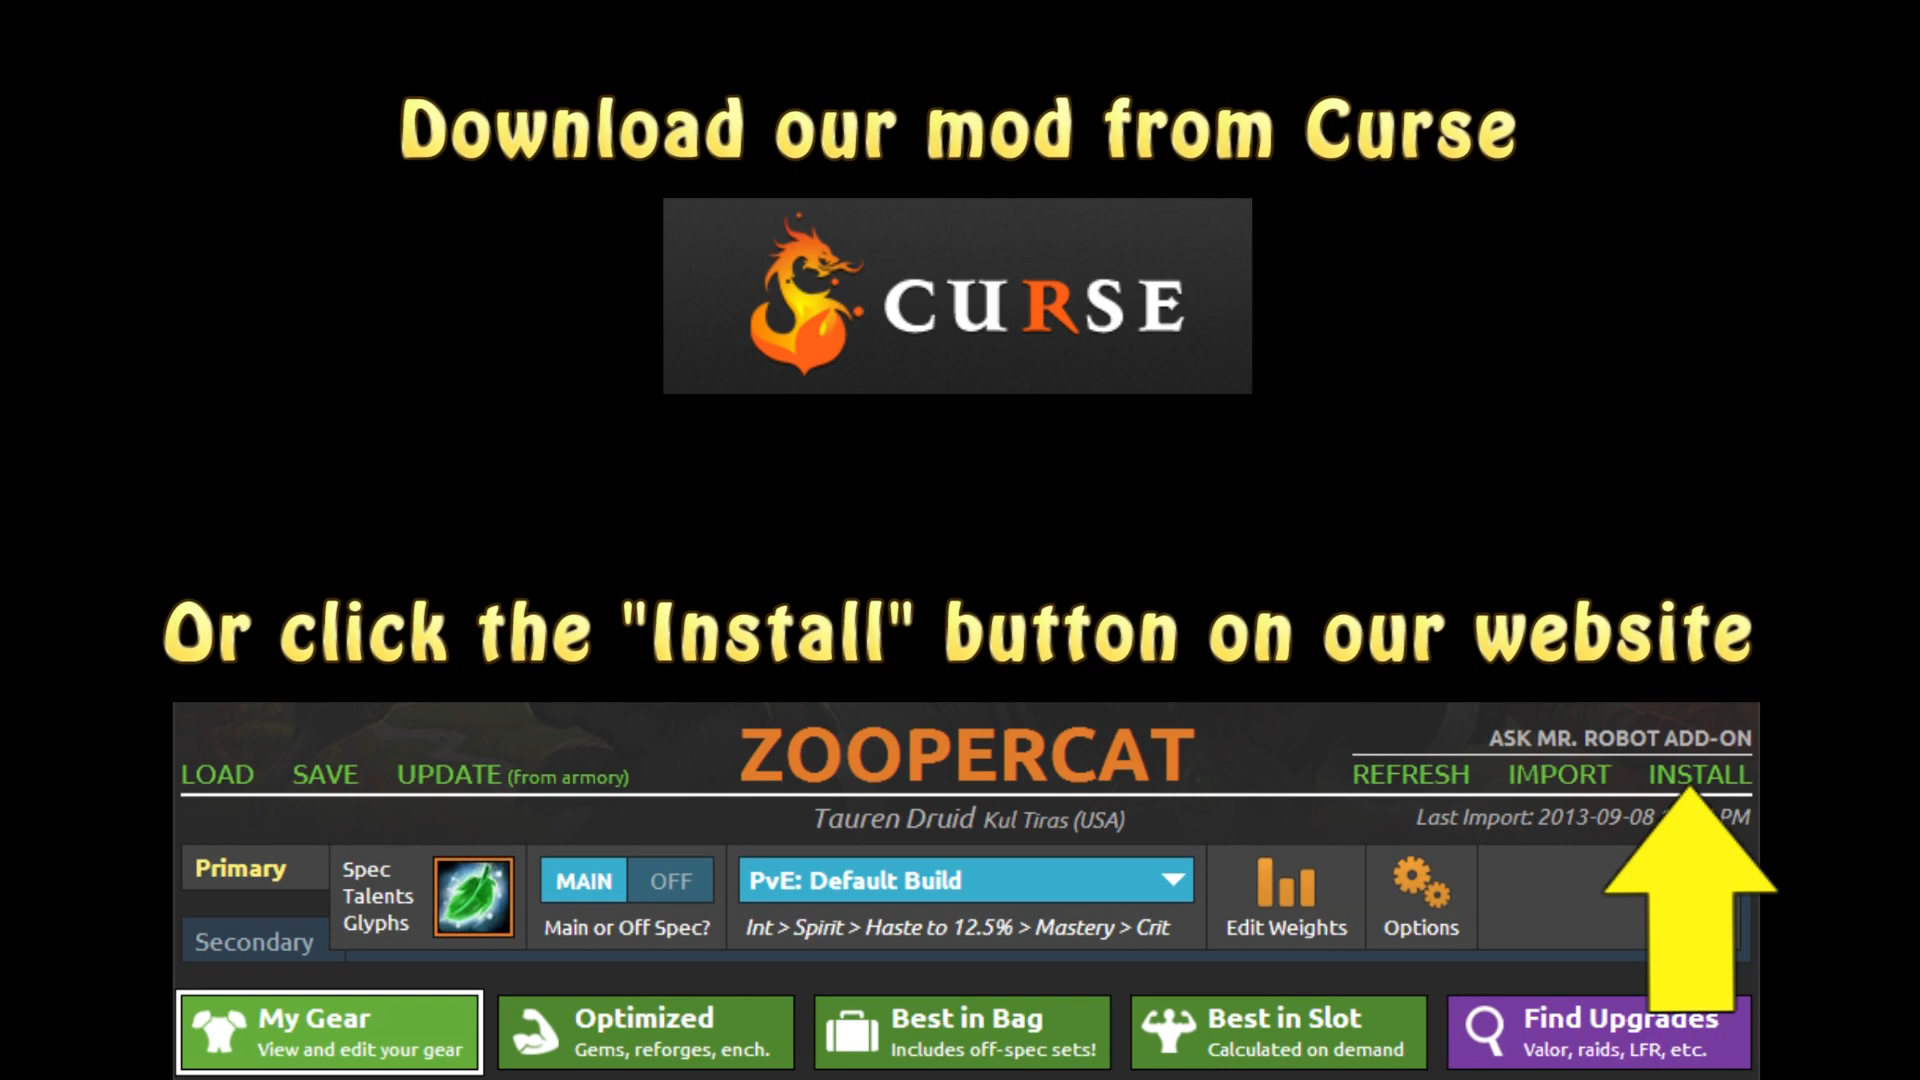 Download our mod from Curse
CURSE
Or click the "Install" button on our website
ZOOPERCAT
ASK MR. ROBOT ADD-ON
LOAD SAVE UPDATE (from armory)
REFRESH IMPORT INSTALL
Tauren Druid Kul Tiras (USA)
Last Import: 2013-09-08 PM
Primary
Secondary
Spec
Talents
Glyphs
MAIN OFF
Main or Off Spec?
PvE: Default Build
Int > Spirit > Haste to 12.5% > Mastery > Crit
Edit Weights
Options
My Gear
View and edit your gear
Optimized
Gems, reforges, ench.
Best in Bag
Includes off-spec sets!
Best in Slot
Calculated on demand
Find Upgrades
Valor, raids, LFR, etc.